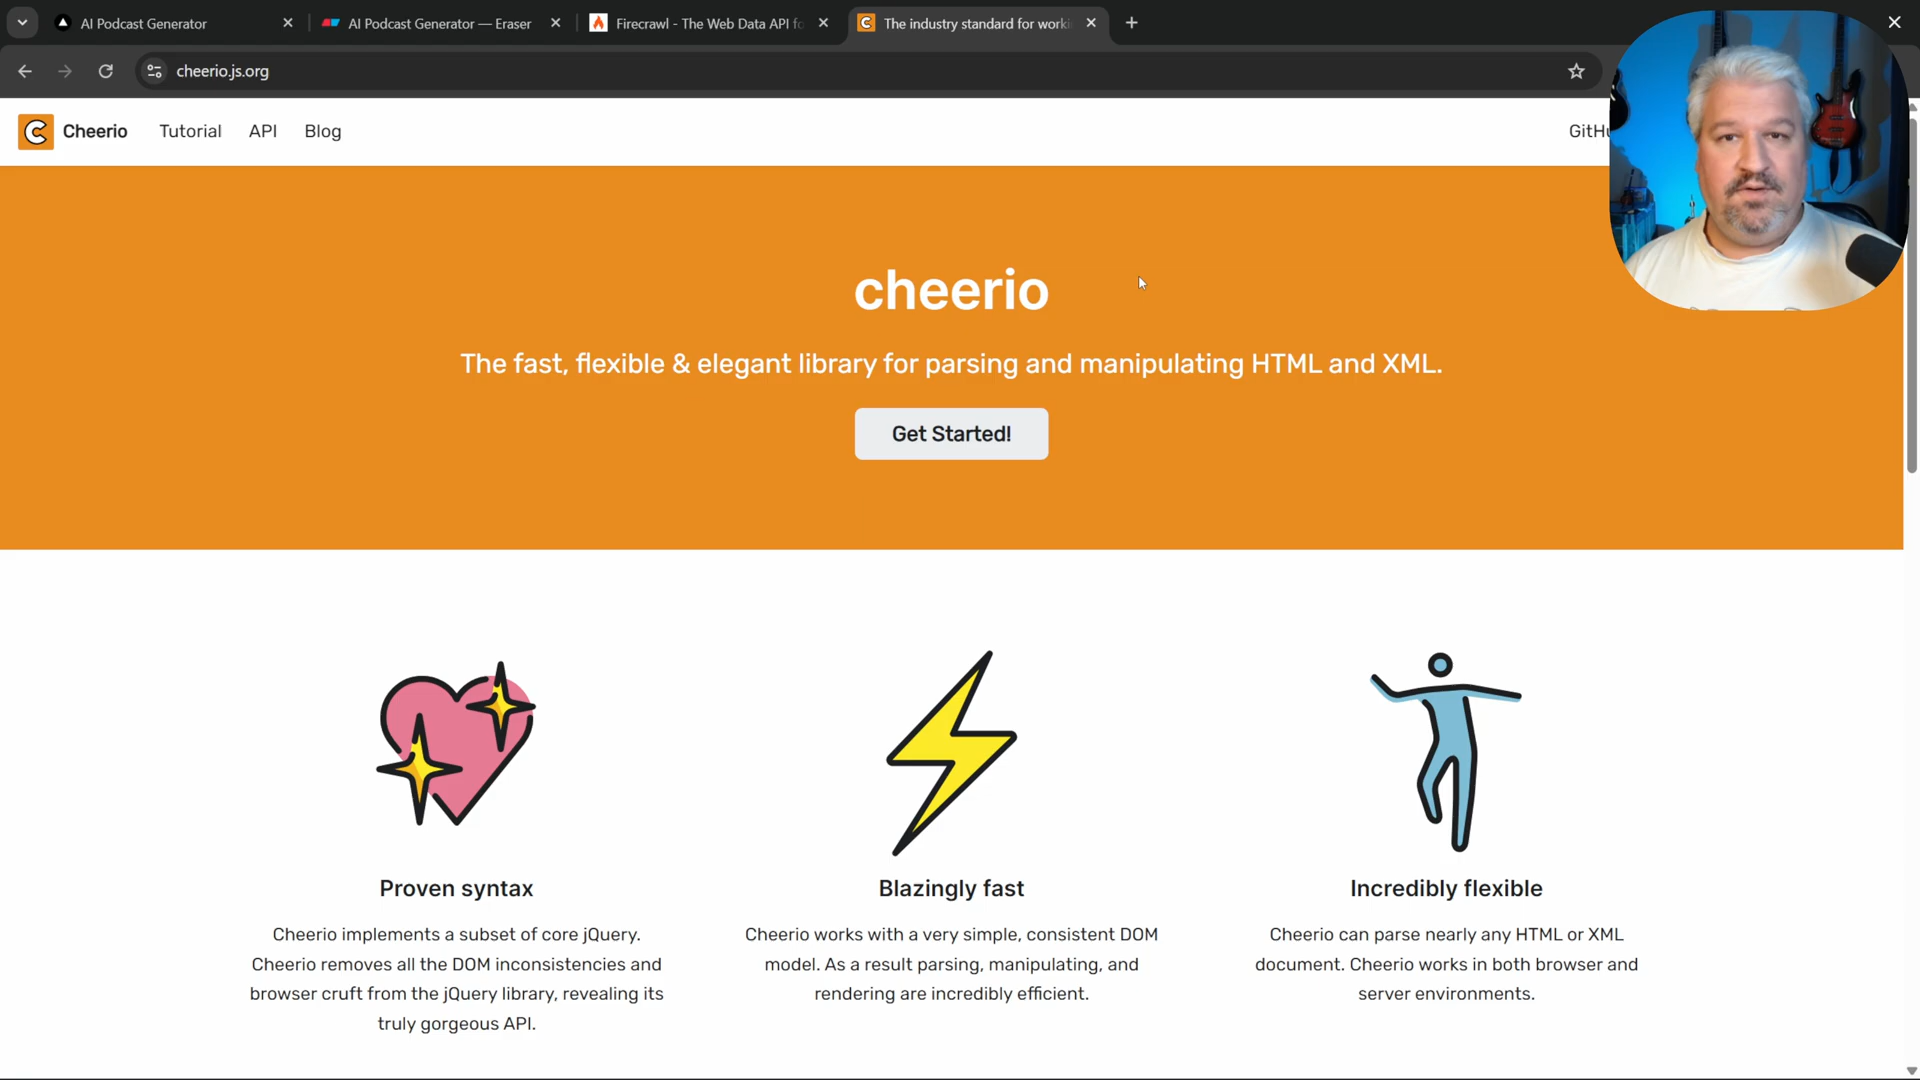 AI Podcast Generator
AI Podcast Generator — Eraser
Firecrawl - The Web Data API fo
The industry standard for worki
cheerio.js.org
Cheerio
Tutorial
API
Blog
GitHu
cheerio
The fast, flexible & elegant library for parsing and manipulating HTML and XML.
Get Started!
Proven syntax
Cheerio implements a subset of core jQuery.
Cheerio removes all the DOM inconsistencies and
browser cruft from the jQuery library, revealing its
truly gorgeous API.
Blazingly fast
Cheerio works with a very simple, consistent DOM
model. As a result parsing, manipulating, and
rendering are incredibly efficient.
Incredibly flexible
Cheerio can parse nearly any HTML or XML
document. Cheerio works in both browser and
server environments.